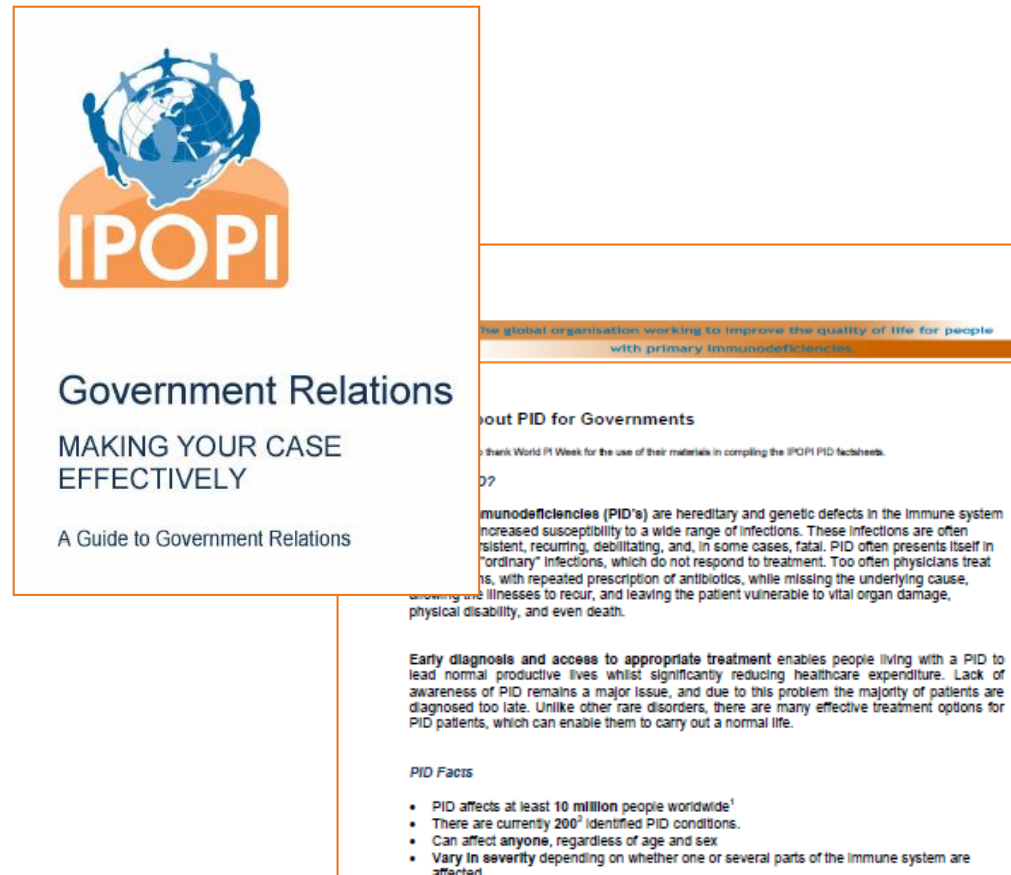 IPOPI
Government Relations
MAKING YOUR CASE
EFFECTIVELY
A Guide to Government Relations
he global organisation working to improve the quality of life for people
with primary immunodeficiencies.
out PID for Governments
thank World PI Week for the use of their materials in compiling the IPOPI PID factsheets.
D?
munodeficiencies (PID's) are hereditary and genetic defects in the immune system
ncreased susceptibility to a wide range of infections. These infections are often
rsistent, recurring, debilitating, and, in some cases, fatal. PID often presents itself in
"ordinary" infections, which do not respond to treatment. Too often physicians treat
ns, with repeated prescription of antibiotics, while missing the underlying cause,
allowing the illnesses to recur, and leaving the patient vulnerable to vital organ damage,
physical disability, and even death.
Early diagnosis and access to appropriate treatment enables people living with a PID to
lead normal productive lives whilst significantly reducing healthcare expenditure. Lack of
awareness of PID remains a major issue, and due to this problem the majority of patients are
diagnosed too late. Unlike other rare disorders, there are many effective treatment options for
PID patients, which can enable them to carry out a normal life.
PID Facts
• PID affects at least 10 million people worldwide¹
• There are currently 200² identified PID conditions.
• Can affect anyone, regardless of age and sex
• Vary in severity depending on whether one or several parts of the immune system are
affected